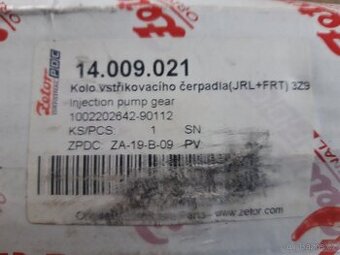 Zetor
PDC
14.009.021
Kolo vstřikovacího čerpadla(JRL+FRT) 3Z9
Injection pump gear
1002202642-90112
KS/PCS: 1 SN
ZPDC: ZA-19-B-09 PV
Parts - www.zetor.com